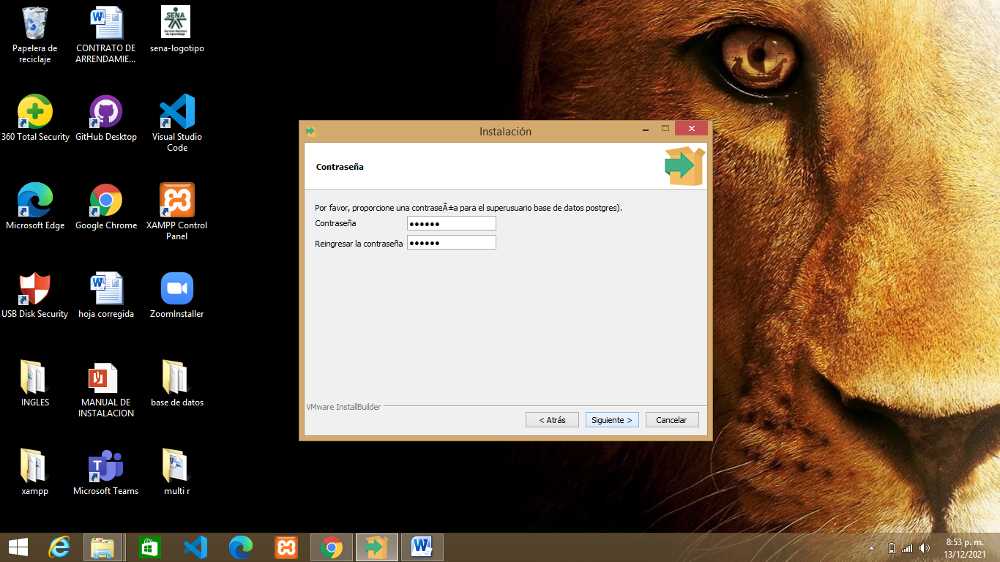 Papelera de
reciclaje
CONTRATO DE
ARRENDAMIE...
SENA
sena-logotipo
360 Total Security
GitHub Desktop
Visual Studio
Code
Microsoft Edge
Google Chrome
XAMPP Control
Panel
USB Disk Security
hoja corregida
ZoomInstaller
INGLES
MANUAL DE
INSTALACION
base de datos
xampp
Microsoft Teams
multi r
Instalación
Contraseña
Por favor, proporcione una contraseÃ±a para el superusuario base de datos postgres).
Contraseña
••••••
Reingresar la contraseña
••••••
VMware InstallBuilder
< Atrás
Siguiente >
Cancelar
8:53 p. m.
13/12/2021